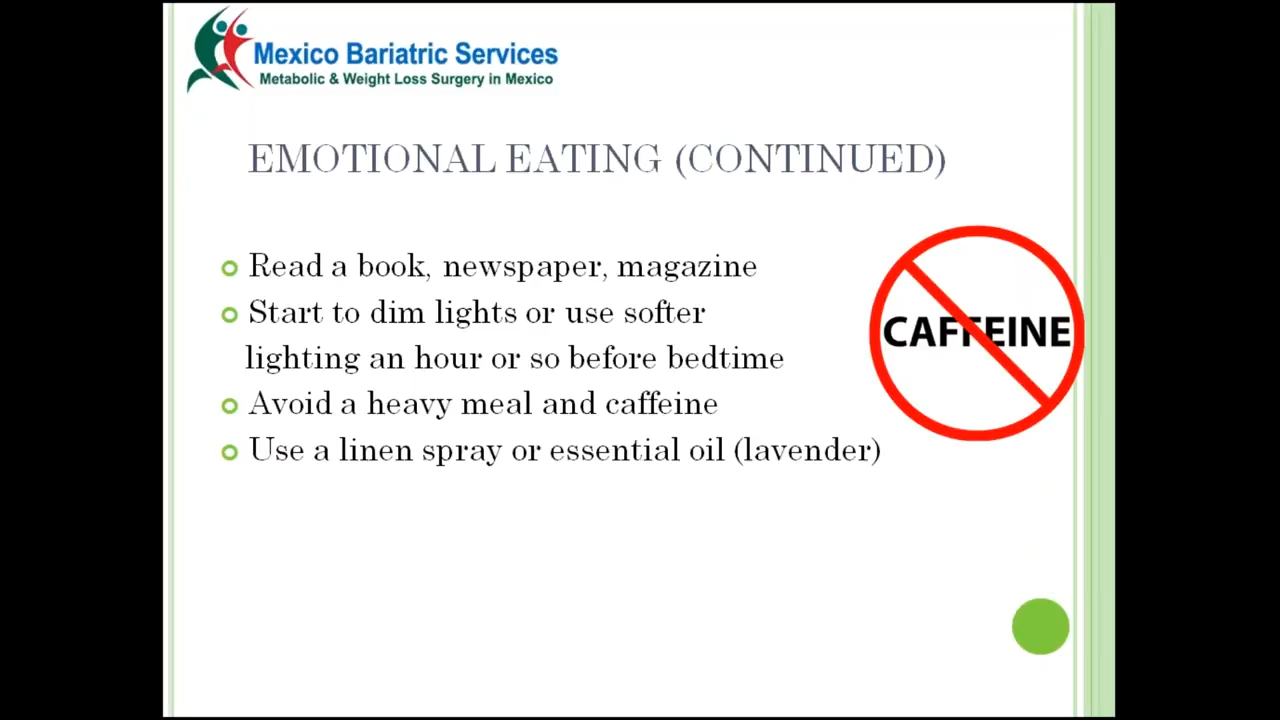 Mexico Bariatric Services
Metabolic & Weight Loss Surgery in Mexico
EMOTIONAL EATING (CONTINUED)
Read a book, newspaper, magazine
Start to dim lights or use softer
lighting an hour or so before bedtime
Avoid a heavy meal and caffeine
Use a linen spray or essential oil (lavender)
CAFFEINE